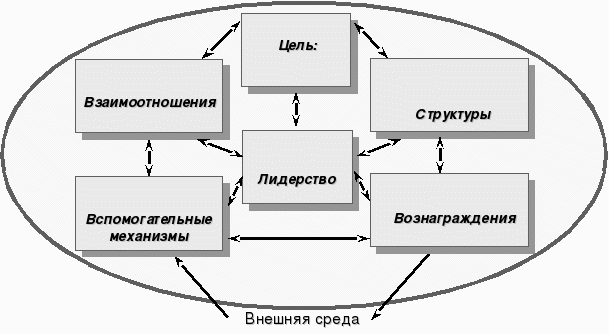 Цель:
Взаимоотношения
Структуры
Лидерство
Вспомогательные
механизмы
Вознаграждения
Внешняя среда